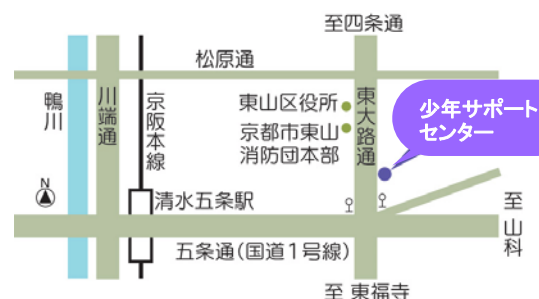 至四条通
松原通
鴨川
川端通
京阪本線
東山区役所
京都市東山
消防団本部
東大路通
少年サポート
センター
N
清水五条駅
至山科
五条通(国道1号線)
至 東福寺